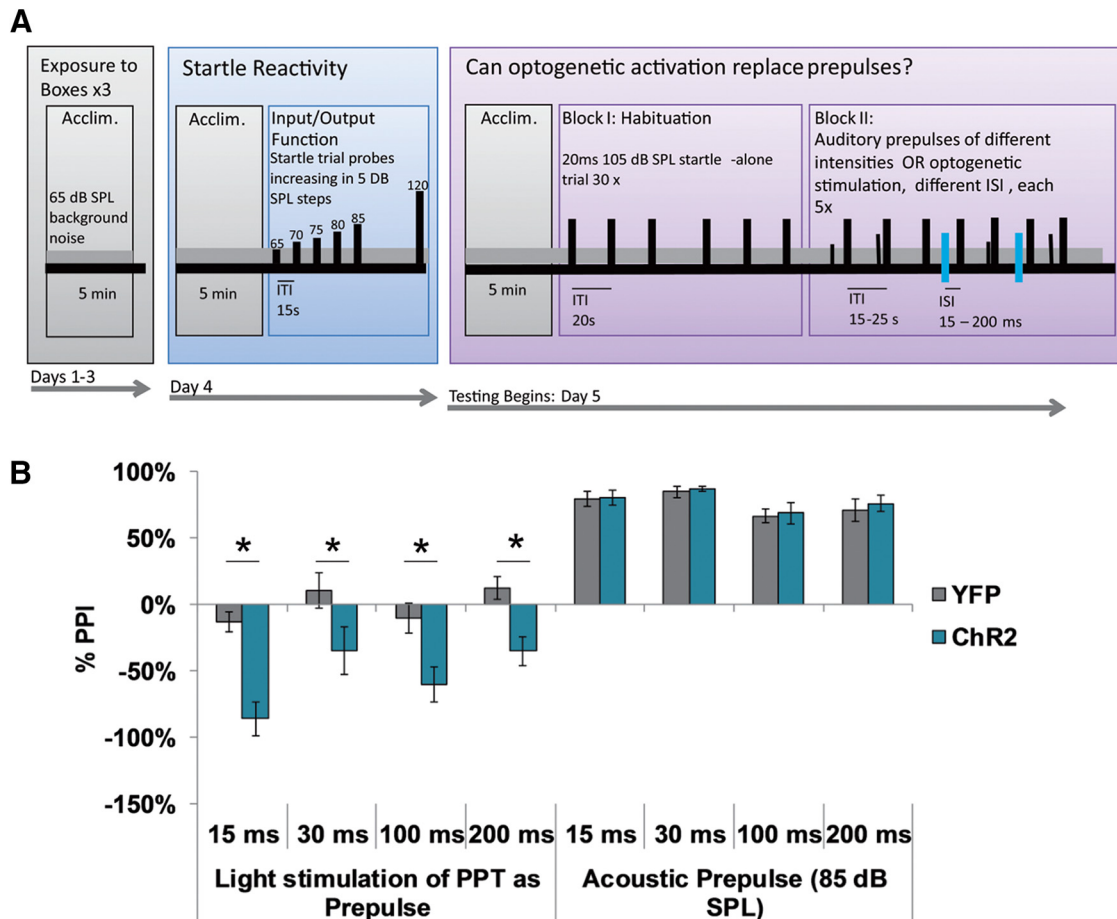 A
Exposure to
Boxes x3
Acclim.
65 dB SPL
background
noise
5 min
Days 1-3
Startle Reactivity
Acclim.
5 min
Input/Output
Function
Startle trial probes
increasing in 5 DB
SPL steps
65
70
75
80
85
120
ITI
15s
Day 4
Can optogenetic activation replace prepulses?
Acclim.
5 min
Block I: Habituation
20ms 105 dB SPL startle -alone
trial 30 x
ITI
20s
Block II:
Auditory prepulses of different
intensities OR optogenetic
stimulation, different ISI , each
5x
ITI
15-25 s
ISI
15 – 200 ms
Testing Begins: Day 5
B
% PPI
100%
50%
0%
-50%
-100%
-150%
* * * *
YFP
ChR2
15 ms 30 ms 100 ms 200 ms 15 ms 30 ms 100 ms 200 ms
Light stimulation of PPT as
Prepulse
Acoustic Prepulse (85 dB
SPL)